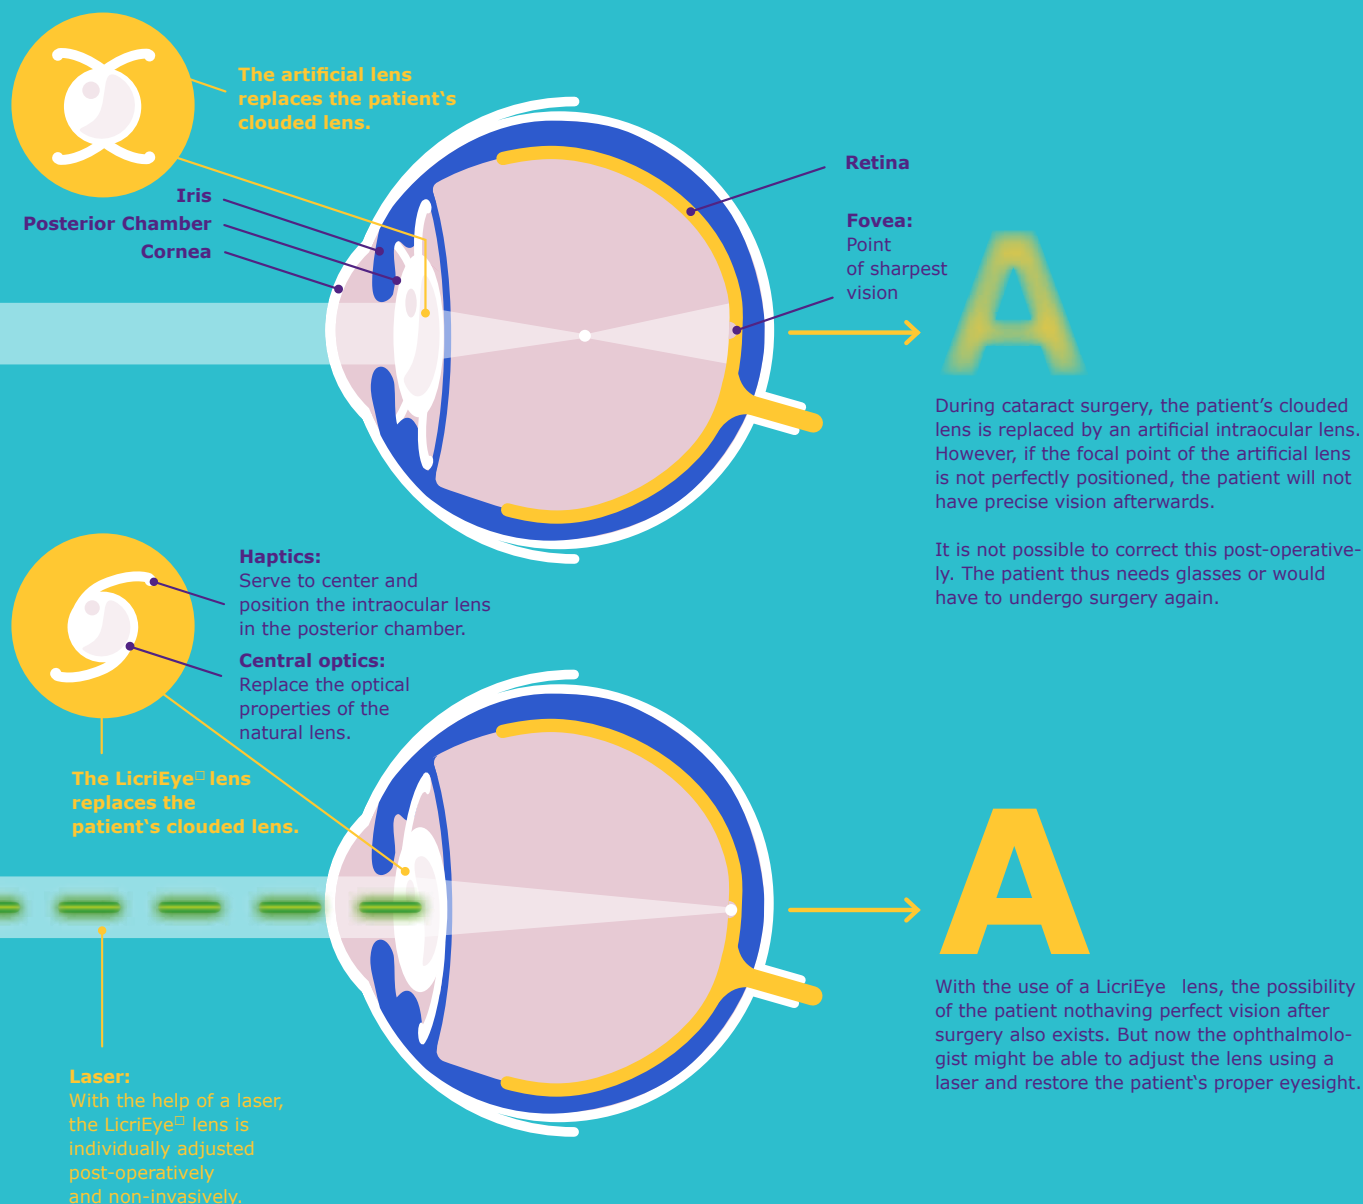 The artificial lens
replaces the patient‘s
clouded lens.
Iris
Posterior Chamber
Cornea
Retina
Fovea:
Point
of sharpest
vision
A
During cataract surgery, the patient’s clouded
lens is replaced by an artificial intraocular lens.
However, if the focal point of the artificial lens
is not perfectly positioned, the patient will not
have precise vision afterwards.
It is not possible to correct this post-operative-
ly. The patient thus needs glasses or would
have to undergo surgery again.
Haptics:
Serve to center and
position the intraocular lens
in the posterior chamber.
Central optics:
Replace the optical
properties of the
natural lens.
The LicriEye□ lens
replaces the
patient‘s clouded lens.
A
With the use of a LicriEye  lens, the possibility
of the patient nothaving perfect vision after
surgery also exists. But now the ophthalmolo-
gist might be able to adjust the lens using a
laser and restore the patient‘s proper eyesight.
Laser:
With the help of a laser,
the LicriEye□ lens is
individually adjusted
post-operatively
and non-invasively.